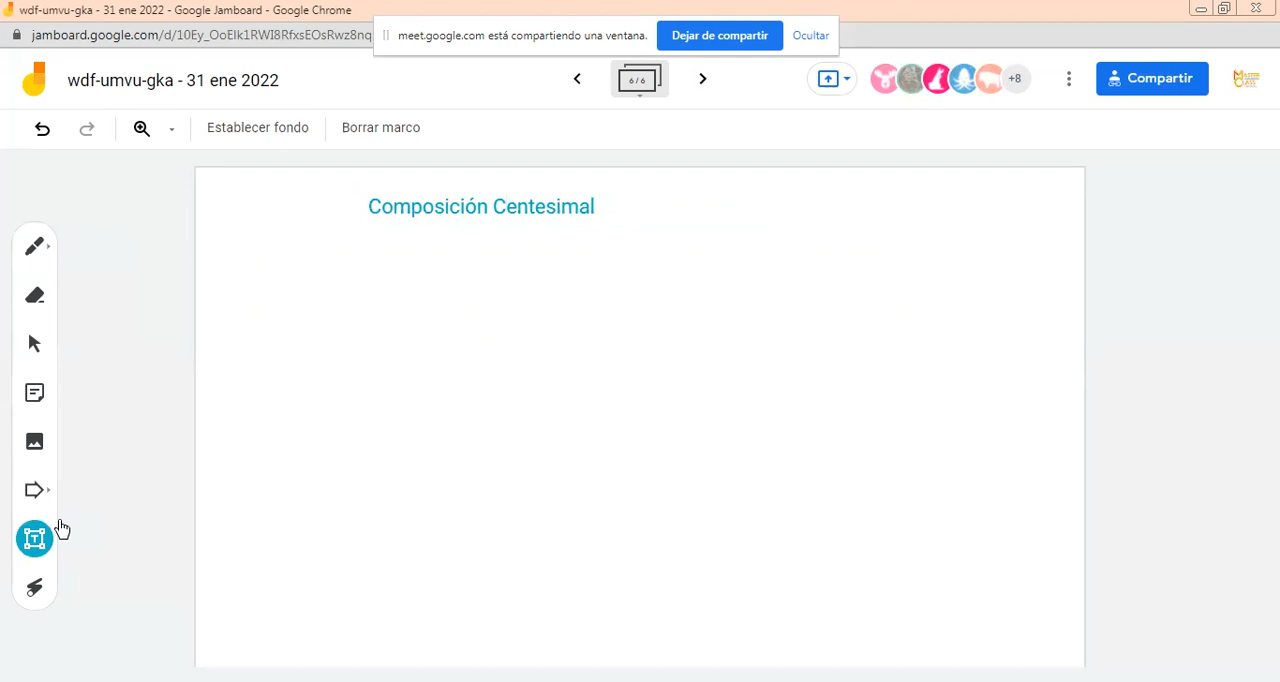 wdf-umvu-gka - 31 ene 2022 - Google Jamboard - Google Chrome
jamboard.google.com/d/10Ey_OoElk1RWI8RfxsEOsRwz8nq
meet.google.com está compartiendo una ventana.
Dejar de compartir
Ocultar
wdf-umvu-gka - 31 ene 2022
6/6
+8
Compartir
MASTER CLASS
Establecer fondo
Borrar marco
Composición Centesimal
T